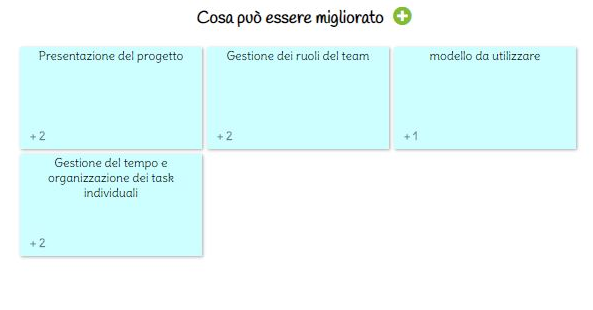 Cosa può essere migliorato
Presentazione del progetto
+ 2
Gestione dei ruoli del team
+ 2
modello da utilizzare
+ 1
Gestione del tempo e
organizzazione dei task
individuali
+ 2